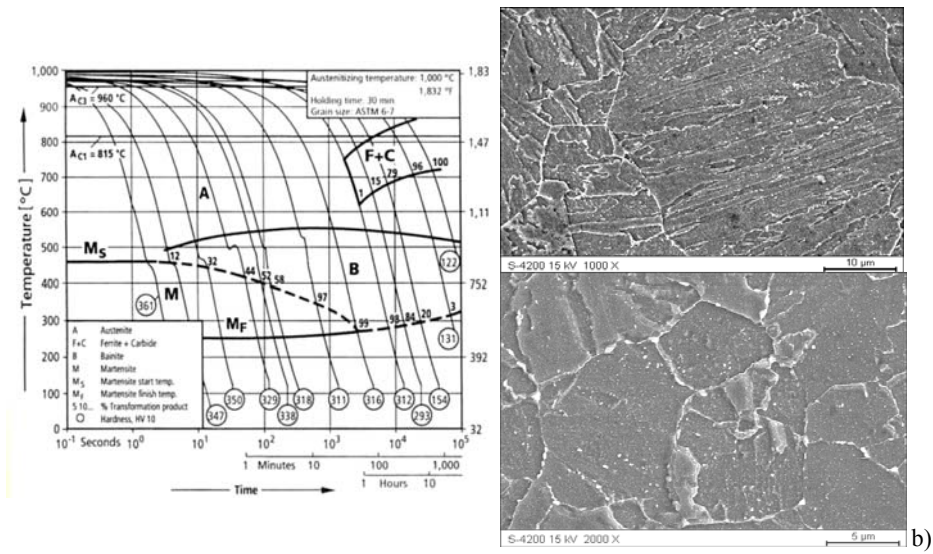 Austenitizing temperature: 1,000 °C
1,832 °F
Holding time: 30 min
Grain size: ASTM 6-7
1,000
900
800
700
600
500
400
300
200
100
0
Temperature [°C]
1,83
1,47
1,11
752
392
32
AC3 = 960 °C
AC1 = 815 °C
F+C
1
15
79
96
100
A
B
M
MS
MF
12
32
44
52
58
97
99
98
84
20
3
361
122
131
347
350
329
338
318
311
316
312
293
154
A Austenite
F+C Ferrite + Carbide
B Bainite
M Martensite
MS Martensite start temp.
MF Martensite finish temp.
5 10... % Transformation product
Hardness, HV 10
10-1 Seconds 100 101 102 103 104 105
1 Minutes 10 100 1,000
1 Hours 10
Time
S-4200 15 kV 1000 X 10 µm
S-4200 15 kV 2000 X 5 µm
b)